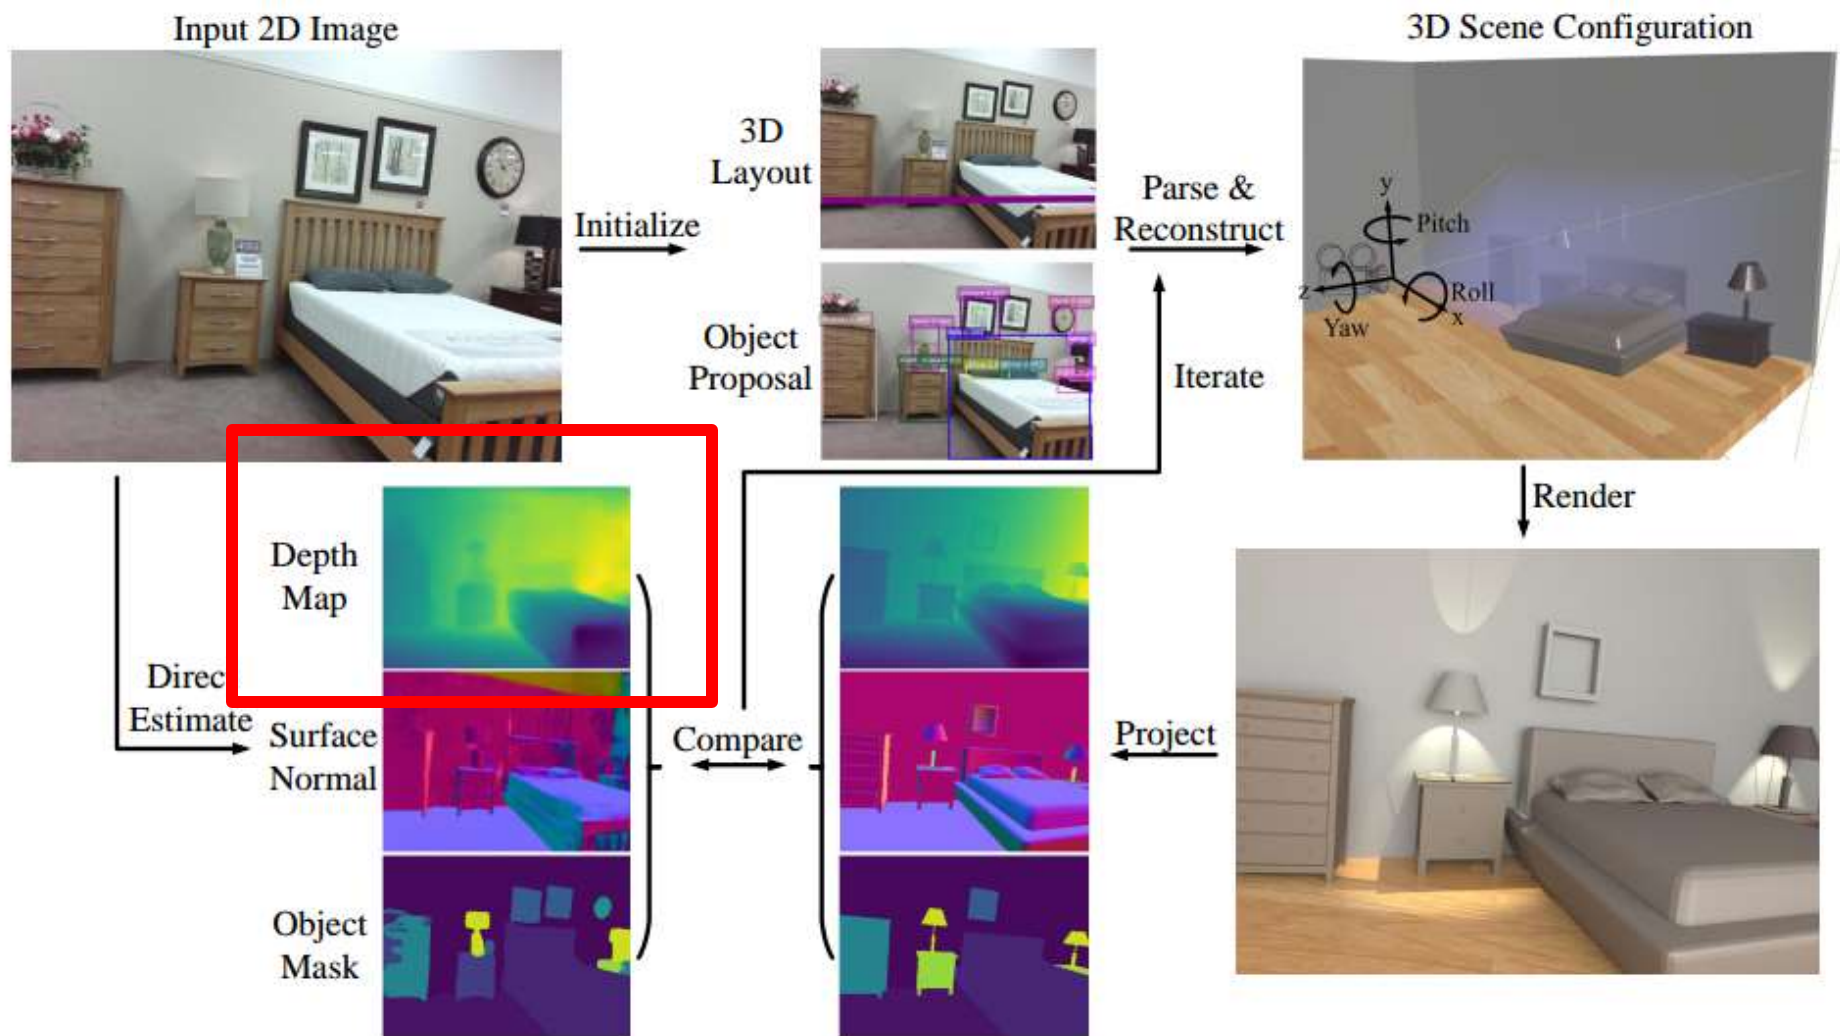 Input 2D Image
3D Scene Configuration
3D
Layout
Initialize
Parse &
Reconstruct
y
Pitch
z
Roll
x
Yaw
Object
Proposal
Iterate
Render
Depth
Map
Direc
Estimate
Surface
Normal
Compare
Project
Object
Mask